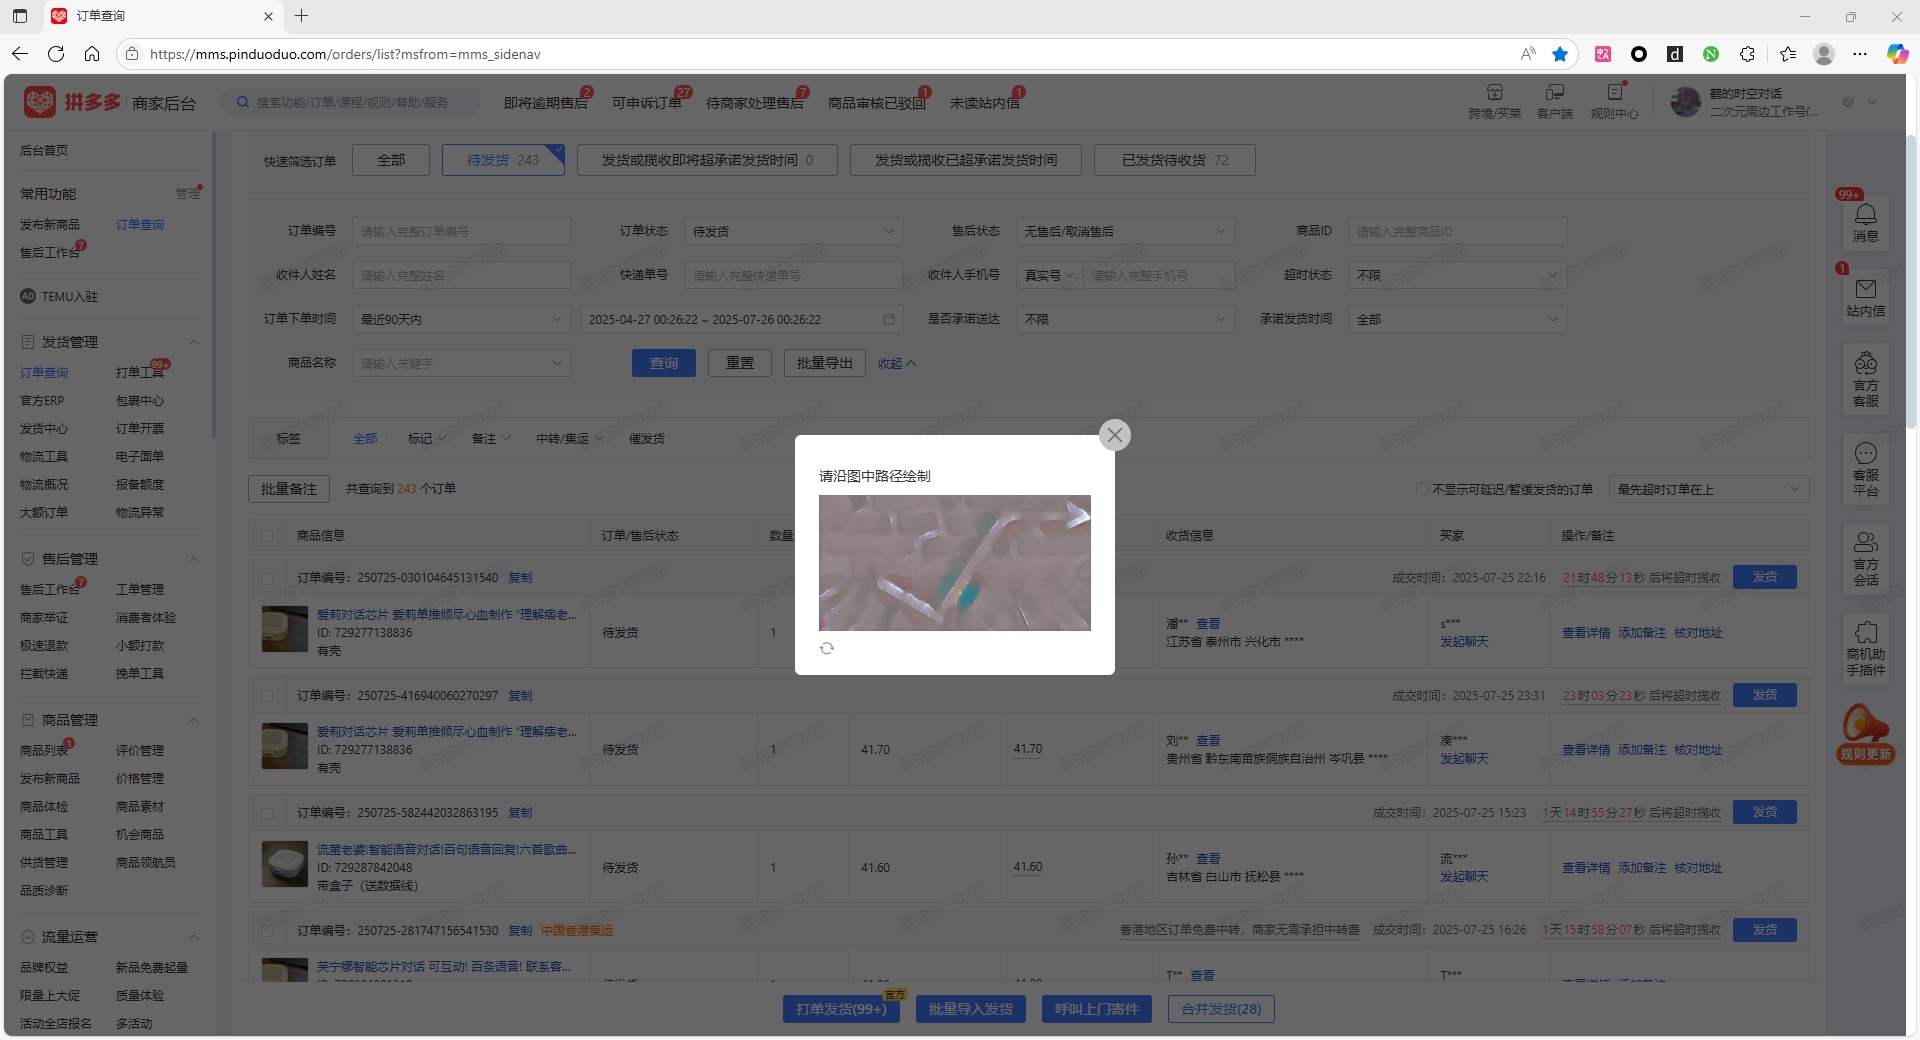 订单查询
https://mms.pinduoduo.com/orders/list?msfrom=mms_sidenav
拼多多 商家后台
搜索功能/订单/课程/规则/帮助/服务
即将逾期售后 2 可申诉订单 27 待商家处理售后 7 商品审核已驳回 1 未读站内信 1
跨境/买菜 客户端 规则中心
鹤的时空对话
二次元周边工作号(...
后台首页
常用功能 管理
发布新商品 订单查询
售后工作台 7
AD TEMU入驻
发货管理
订单查询 打单工具 99+
官方ERP 包裹中心
发货中心 订单开票
物流工具 电子面单
物流概况 报备额度
大额订单 物流异常
售后管理
售后工作台 7 工单管理
商家举证 消费者体验
极速退款 小额打款
拦截快递 挽单工具
商品管理
商品列表 1 评价管理
发布新商品 价格管理
商品体检 商品素材
商品工具 机会商品
供货管理 商品领航员
品质诊断
流量运营
品牌权益 新品免费起量
限量上大促 质量体验
活动全店报名 多活动
快速筛选订单 全部 待发货 243 发货或揽收即将超承诺发货时间 0 发货或揽收已超承诺发货时间 已发货待收货 72
订单编号 请输入完整订单编号 订单状态 待发货 售后状态 无售后/取消售后 商品ID 请输入完整商品ID
收件人姓名 请输入完整姓名 快递单号 请输入完整快递单号 收件人手机号 真实号 请输入完整手机号 超时状态 不限
订单下单时间 最近90天内 2025-04-27 00:26:22 ~ 2025-07-26 00:26:22 是否承诺送达 不限 承诺发货时间 全部
商品名称 请输入关键字 查询 重置 批量导出 收起
标签 全部 标记 备注 中转/集运 催发货
批量备注 共查询到 243 个订单 不显示可延迟/暂缓发货的订单 最先超时订单在上
商品信息 订单/售后状态 数量 收货信息 买家 操作/备注
订单编号：250725-030104645131540 复制 成交时间：2025-07-25 22:16 21时48分13秒 后将超时揽收 发货
爱莉对话芯片 爱莉单推倾尽心血制作 "理解痞老...
ID: 729277138836
有壳
待发货 1
潘** 查看
江苏省 泰州市 兴化市 ****
s***
发起聊天
查看详情 添加备注 核对地址
订单编号：250725-416940060270297 复制 成交时间：2025-07-25 23:31 23时03分23秒 后将超时揽收 发货
爱莉对话芯片 爱莉单推倾尽心血制作 "理解痞老...
ID: 729277138836
有壳
待发货 1 41.70 41.70
刘** 查看
贵州省 黔东南苗族侗族自治州 岑巩县 ****
凑***
发起聊天
查看详情 添加备注 核对地址
订单编号：250725-582442032863195 复制 成交时间：2025-07-25 15:23 1天14时55分27秒 后将超时揽收 发货
流萤老婆!智能语音对话!百句语音回复!六首歌曲...
ID: 729287842048
带盒子（送数据线）
待发货 1 41.60 41.60
孙** 查看
吉林省 白山市 抚松县 ****
流***
发起聊天
查看详情 添加备注 核对地址
订单编号：250725-281747156541530 复制 中国香港集运 香港地区订单免费中转，商家无需承担中转费 成交时间：2025-07-25 16:26 1天15时58分07秒 后将超时揽收 发货
芙宁娜智能芯片对话 可互动! 百条语音! 联系客...
T** 查看
T***
打单发货(99+) 官方 批量导入发货 呼叫上门寄件 合并发货(28)
请沿图中路径绘制
99+
消息
1
站内信
官方
客服
客服
平台
官方
会话
商机助
手插件
规则更新
鹤的时空对话